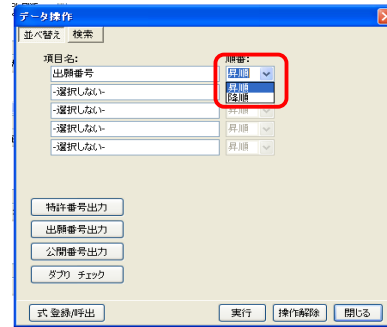 データ操作
並べ替え 検索
項目名: 順番:
出願番号 昇順
-選択しない- 昇順
降順
-選択しない- 昇順
-選択しない- 昇順
-選択しない- 昇順
特許番号出力
出願番号出力
公開番号出力
ダブり チェック
式 登録/呼出 実行 操作解除 閉じる